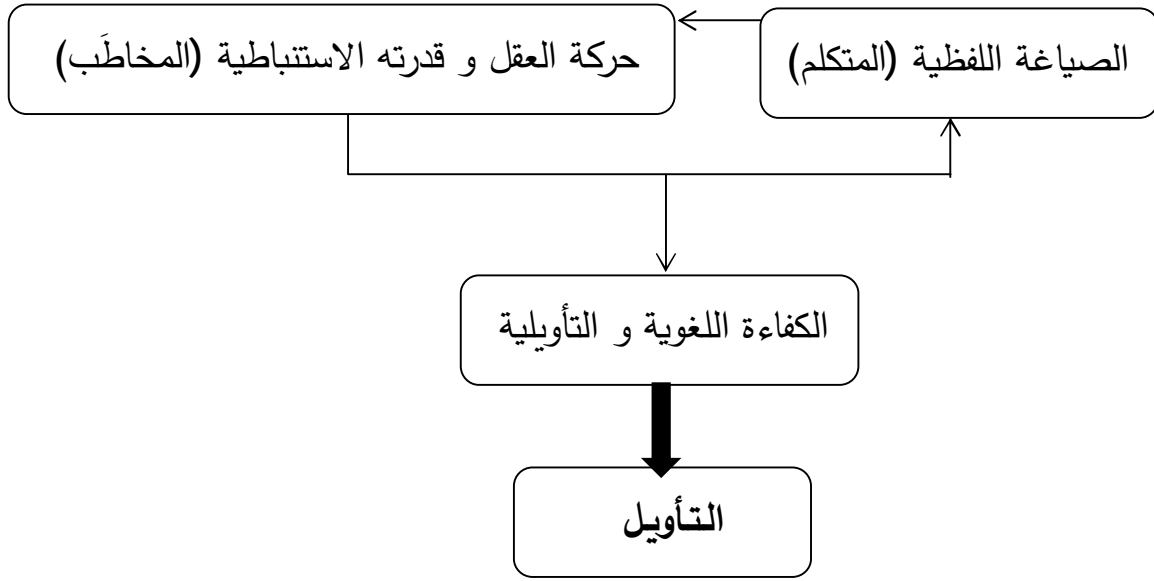 الصياغة اللفظية (المتكلم)
حركة العقل و قدرته الاستنباطية (المخاطَب)
الكفاءة اللغوية و التأويلية
التأويل